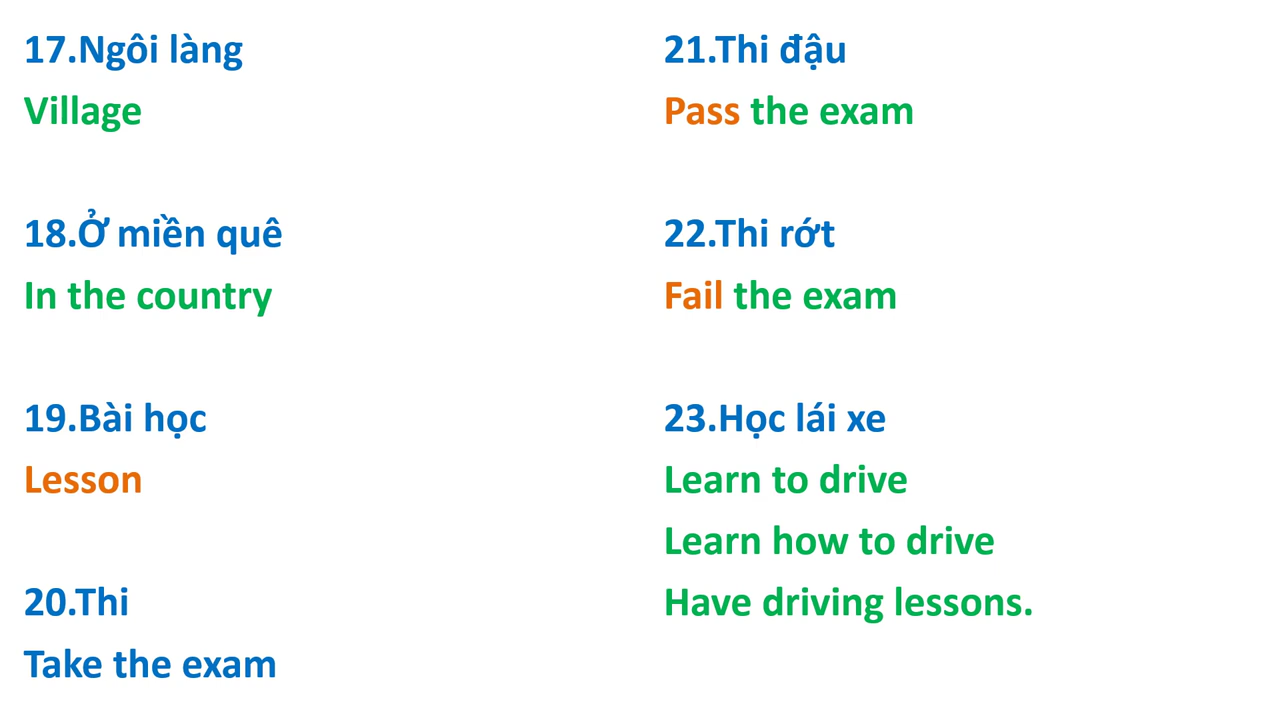 17.Ngôi làng
Village
18.Ở miền quê
In the country
19.Bài học
Lesson
20.Thi
Take the exam
21.Thi đậu
Pass the exam
22.Thi rớt
Fail the exam
23.Học lái xe
Learn to drive
Learn how to drive
Have driving lessons.